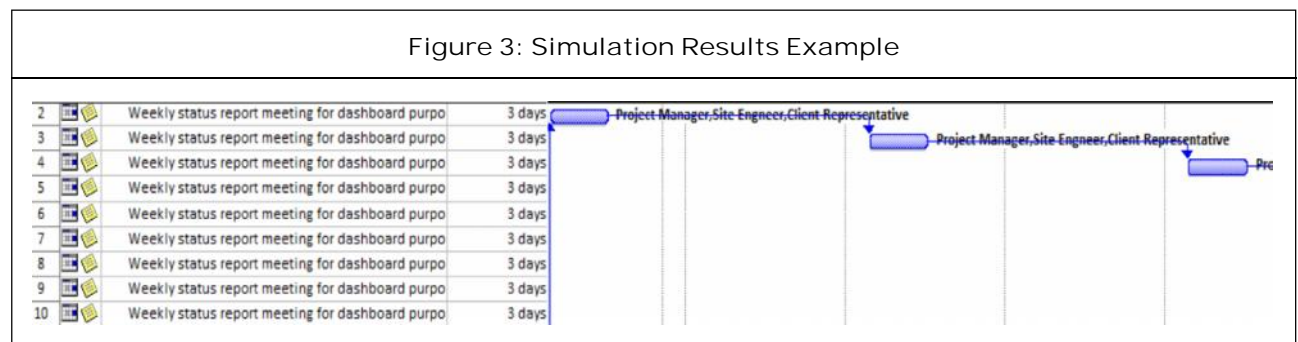 Figure 3: Simulation Results Example
2 Weekly status report meeting for dashboard purpo 3 days Project Manager,Site Engneer,Client Representative
3 Weekly status report meeting for dashboard purpo 3 days Project Manager,Site Engneer,Client Representative
4 Weekly status report meeting for dashboard purpo 3 days Pro
5 Weekly status report meeting for dashboard purpo 3 days
6 Weekly status report meeting for dashboard purpo 3 days
7 Weekly status report meeting for dashboard purpo 3 days
8 Weekly status report meeting for dashboard purpo 3 days
9 Weekly status report meeting for dashboard purpo 3 days
10 Weekly status report meeting for dashboard purpo 3 days